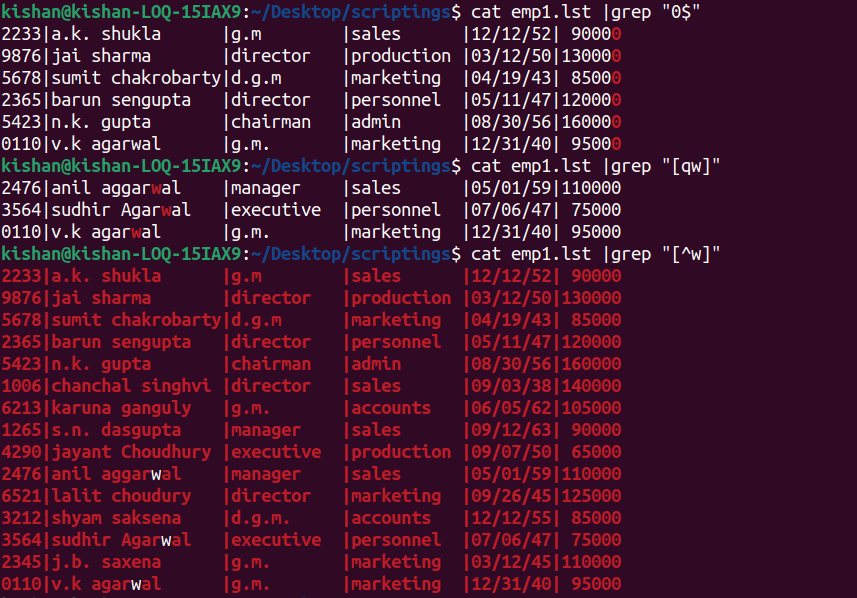 kishan@kishan-LOQ-15IAX9:~/Desktop/scriptings$ cat emp1.lst |grep "0$"
2233|a.k. shukla      |g.m        |sales      |12/12/52| 90000
9876|jai sharma       |director   |production |03/12/50|130000
5678|sumit chakrobarty|d.g.m      |marketing  |04/19/43| 85000
2365|barun sengupta   |director   |personnel  |05/11/47|120000
5423|n.k. gupta       |chairman   |admin      |08/30/56|160000
0110|v.k agarwal      |g.m.       |marketing  |12/31/40| 95000
kishan@kishan-LOQ-15IAX9:~/Desktop/scriptings$ cat emp1.lst |grep "[qw]"
2476|anil aggarwal    |manager    |sales      |05/01/59|110000
3564|sudhir Agarwal   |executive  |personnel  |07/06/47| 75000
0110|v.k agarwal      |g.m.       |marketing  |12/31/40| 95000
kishan@kishan-LOQ-15IAX9:~/Desktop/scriptings$ cat emp1.lst |grep "[^w]"
2233|a.k. shukla      |g.m        |sales      |12/12/52| 90000
9876|jai sharma       |director   |production |03/12/50|130000
5678|sumit chakrobarty|d.g.m      |marketing  |04/19/43| 85000
2365|barun sengupta   |director   |personnel  |05/11/47|120000
5423|n.k. gupta       |chairman   |admin      |08/30/56|160000
1006|chanchal singhvi |director   |sales      |09/03/38|140000
6213|karuna ganguly   |g.m.       |accounts   |06/05/62|105000
1265|s.n. dasgupta    |manager    |sales      |09/12/63| 90000
4290|jayant Choudhury |executive  |production |09/07/50| 65000
2476|anil aggarwal    |manager    |sales      |05/01/59|110000
6521|lalit choudury   |director   |marketing  |09/26/45|125000
3212|shyam saksena    |d.g.m.     |accounts   |12/12/55| 85000
3564|sudhir Agarwal   |executive  |personnel  |07/06/47| 75000
2345|j.b. saxena      |g.m.       |marketing  |03/12/45|110000
0110|v.k agarwal      |g.m.       |marketing  |12/31/40| 95000